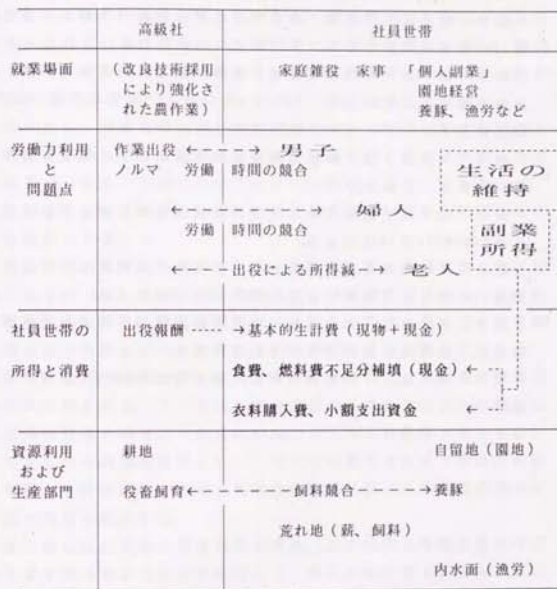 高級社 社員世帯
就業場面 (改良技術採用 家庭雑役 家事 「個人副業」
により強化さ 園地経営
れた農作業) 養豚、漁労など
労働力利用 作業出役 男子
と ノルマ 労働 時間の競合 生活の
問題点 維持
婦人
労働 時間の競合 副業
所得
出役による所得減 老人
社員世帯の 出役報酬 基本的生計費(現物+現金)
所得と消費 食費、燃料費不足分補填(現金)
衣料購入費、小額支出資金
資源利用 耕地 自留地(園地)
および
生産部門 役畜飼育 飼料競合 養豚
荒れ地(薪、飼料)
内水面(漁労)